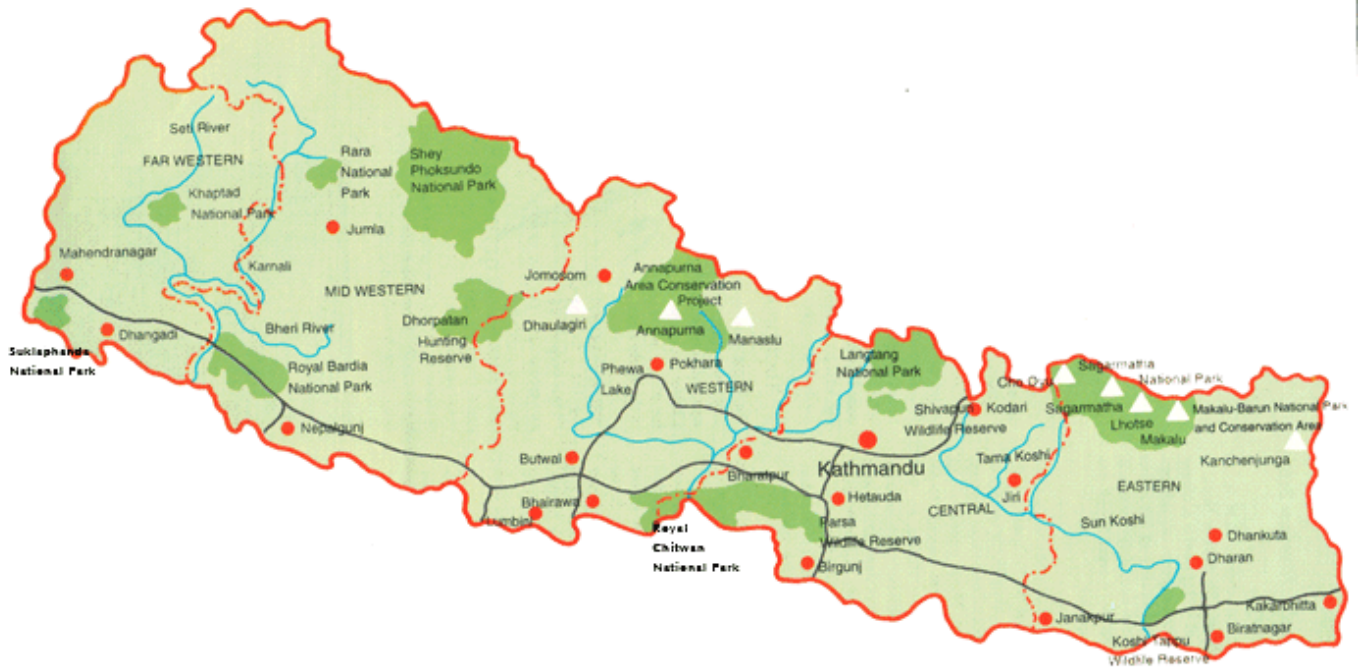 Seti River
FAR WESTERN
Khaptad
National Park
Rara
National
Park
Shey
Phoksundo
National Park
Jumla
Mahendranagar
Karnali
MID WESTERN
Dhangadi
Suklaphanda
National Park
Bheri River
Royal Bardia
National Park
Nepalgunj
Dhorpatan
Hunting
Reserve
Jomosom
Dhaulagiri
Annapurna
Area Conservation
Project
Annapurna
Manaslu
Phewa
Lake
Pokhara
WESTERN
Langtang
National Park
Shivapuri
Wildlife Reserve
Kodari
Cho Oyu
Sagarmatha
National Park
Sagarmatha
Lhotse
Makalu
Makalu-Barun National Park
and Conservation Area
Kanchenjunga
Butwal
Bhairawa
Lumbini
Bharatpur
Kathmandu
Tama Koshi
Jiri
EASTERN
Hetauda
CENTRAL
Sun Koshi
Royal
Chitwan
National Park
Parsa
Wildlife Reserve
Birgunj
Dhankuta
Dharan
Janakpur
Kakarbhitta
Biratnagar
Koshi Tappu
Wildlife Reserve